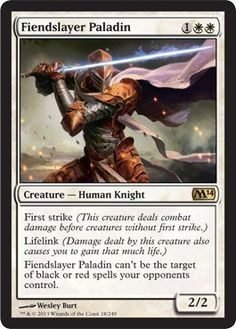 Fiendslayer Paladin 1
Creature — Human Knight M14
First strike (This creature deals combat
damage before creatures without first strike.)
Lifelink (Damage dealt by this creature also
causes you to gain that much life.)
Fiendslayer Paladin can't be the target
of black or red spells your opponents
control.
Wesley Burt
2/2
™ & © 2013 Wizards of the Coast 18/249